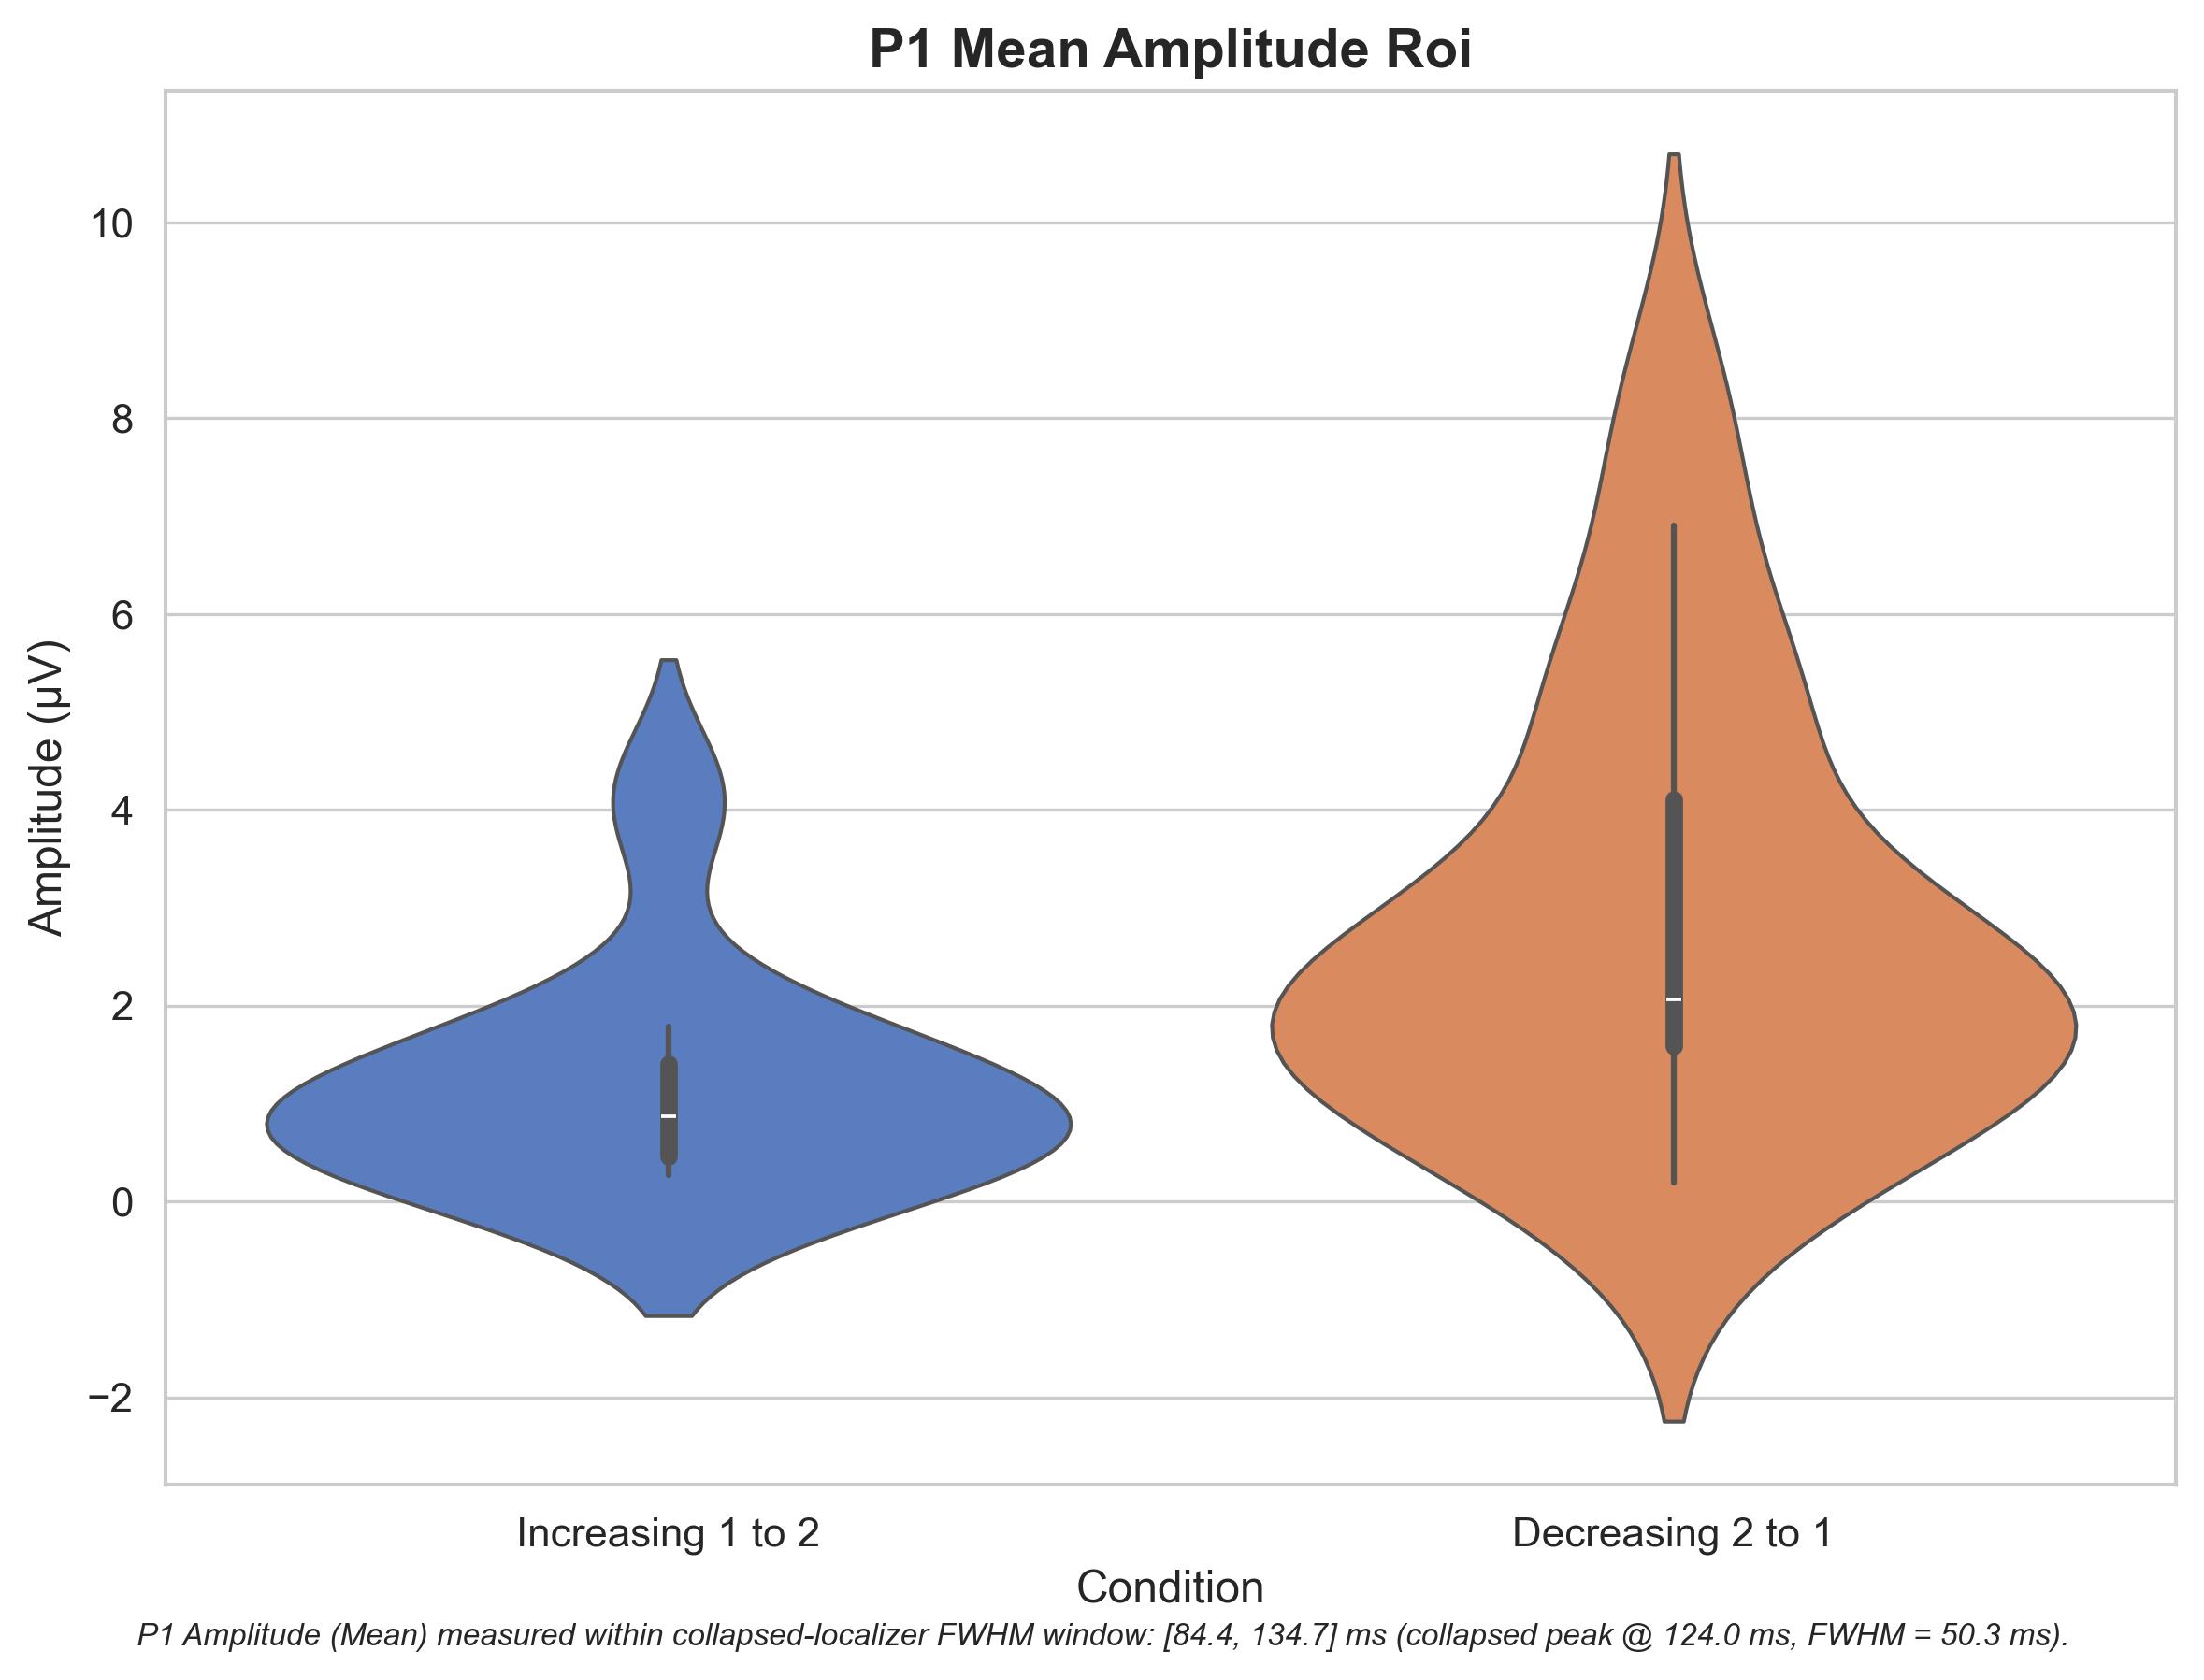 P1 Mean Amplitude Roi
Amplitude (µV)
10
8
6
4
2
0
−2
Increasing 1 to 2
Decreasing 2 to 1
Condition
P1 Amplitude (Mean) measured within collapsed-localizer FWHM window: [84.4, 134.7] ms (collapsed peak @ 124.0 ms, FWHM = 50.3 ms).